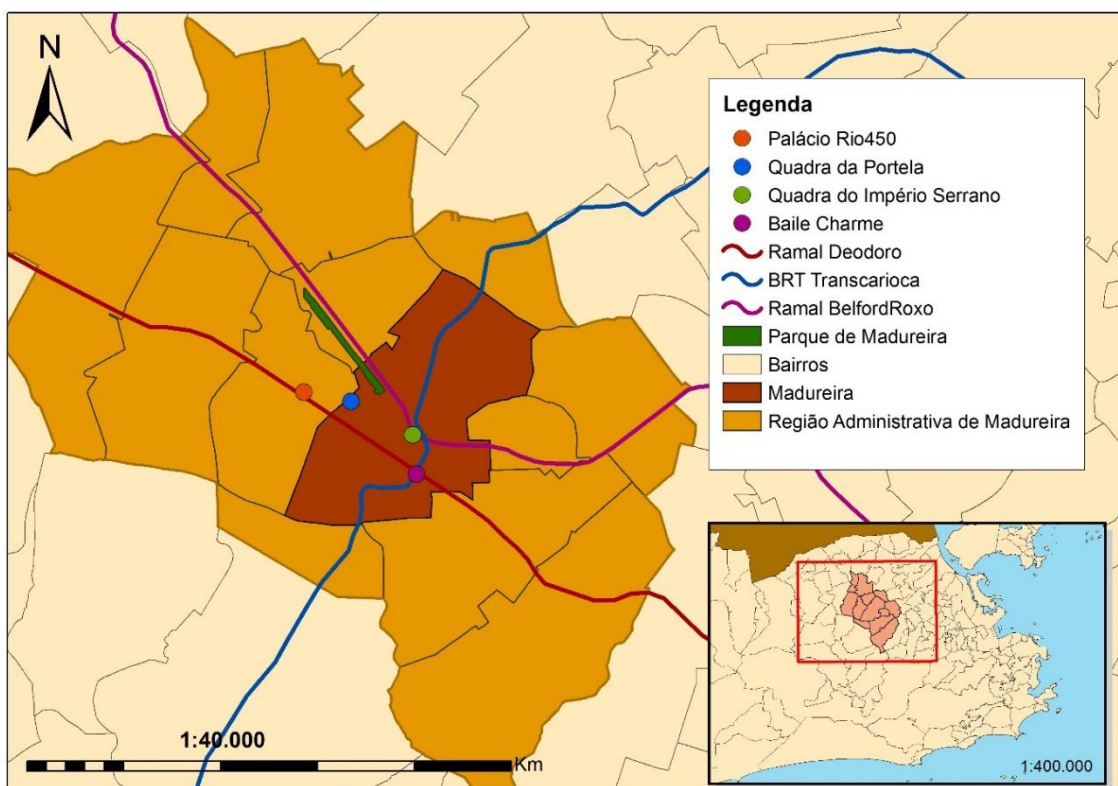 N
Legenda
Palácio Rio450
Quadra da Portela
Quadra do Império Serrano
Baile Charme
Ramal Deodoro
BRT Transcarioca
Ramal BelfordRoxo
Parque de Madureira
Bairros
Madureira
Região Administrativa de Madureira
1:40.000
Km
1:400.000